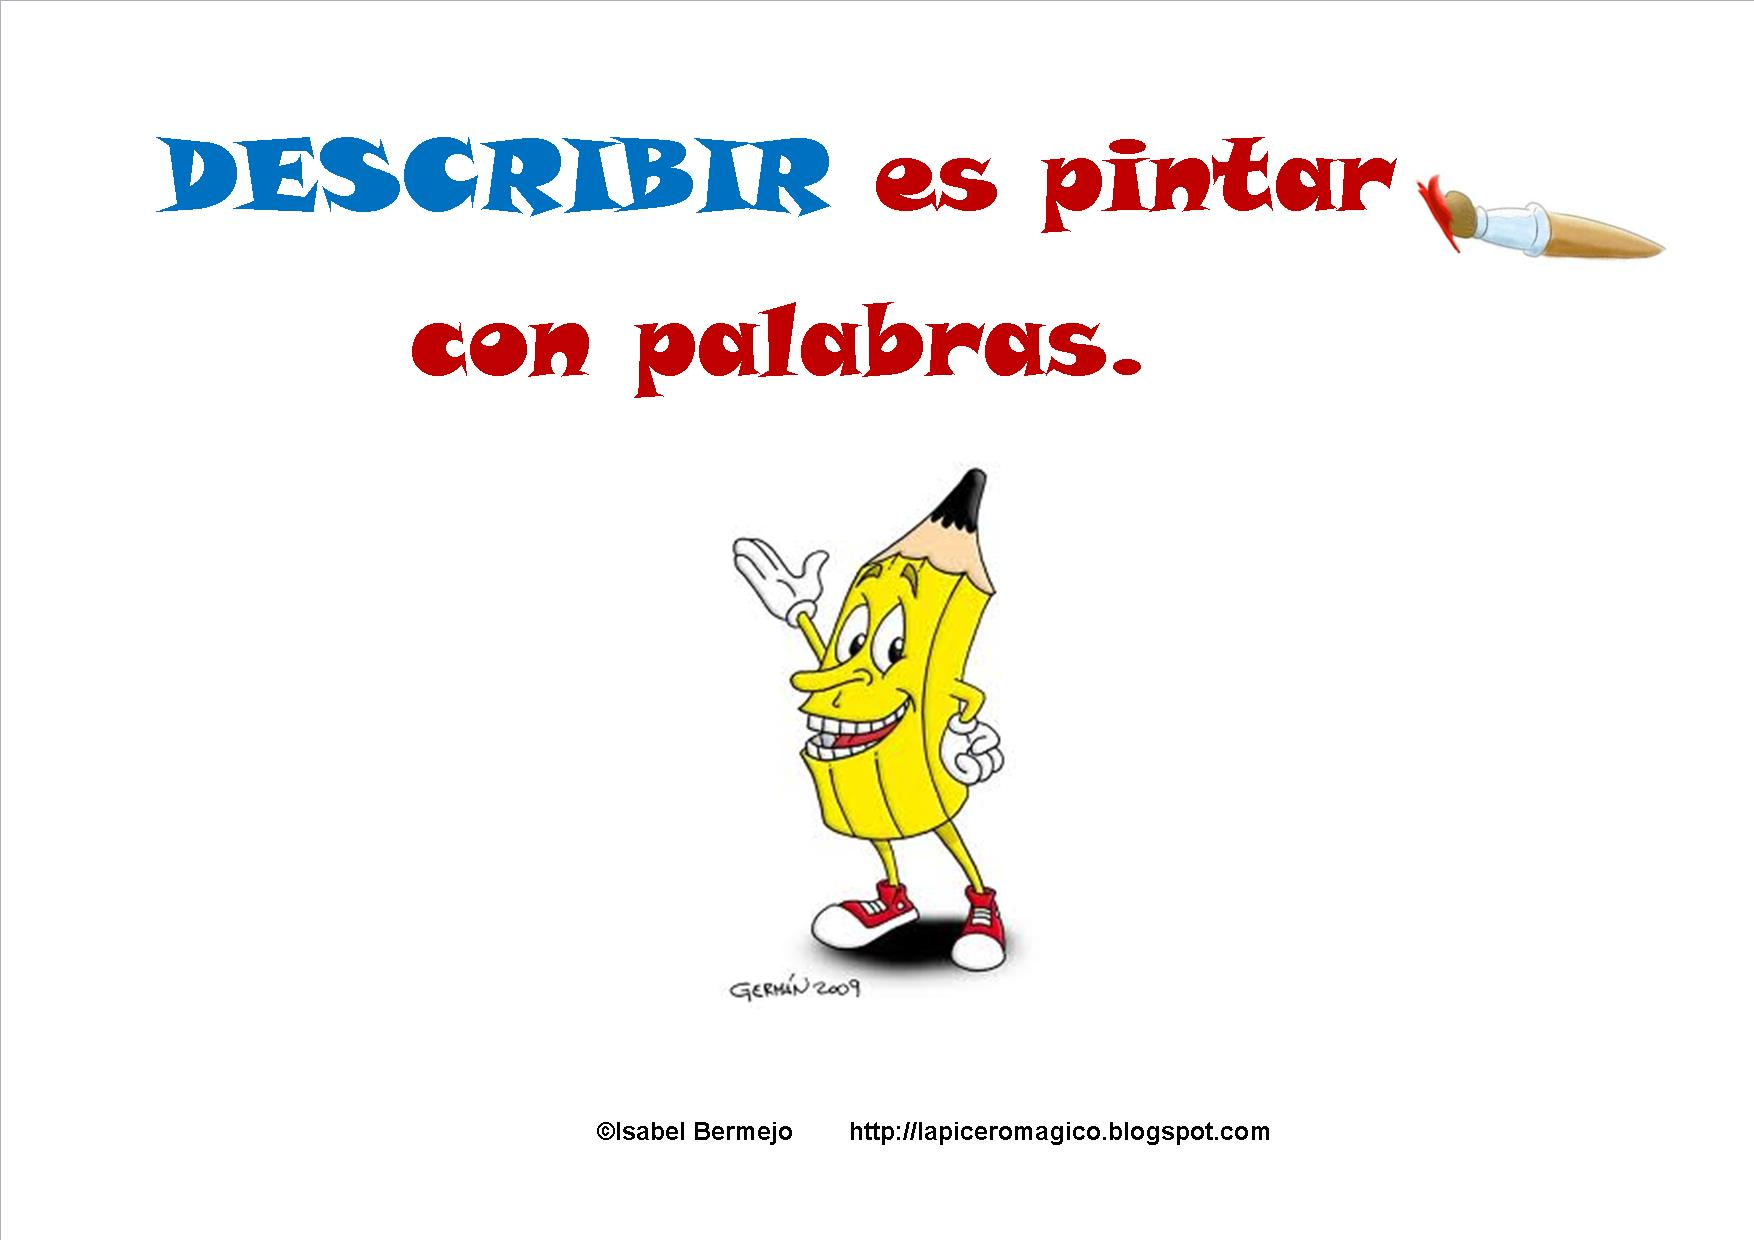 DESCRIBIR es pintar
con palabras.
GERMÁN 2009
©Isabel Bermejo http://lapiceromagico.blogspot.com